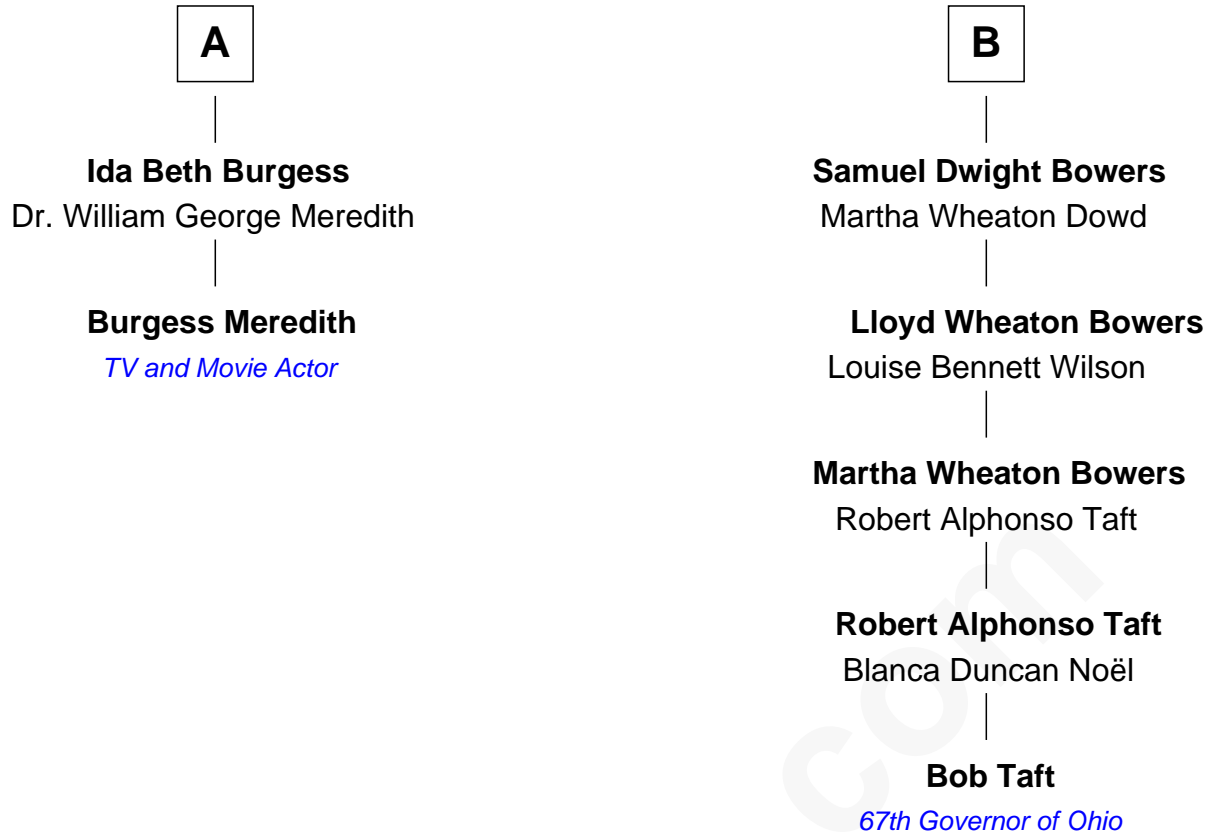 A
Ida Beth Burgess
Dr. William George Meredith
Burgess Meredith
TV and Movie Actor
B
Samuel Dwight Bowers
Martha Wheaton Dowd
Lloyd Wheaton Bowers
Louise Bennett Wilson
Martha Wheaton Bowers
Robert Alphonso Taft
Robert Alphonso Taft
Blanca Duncan Noël
Bob Taft
67th Governor of Ohio
com